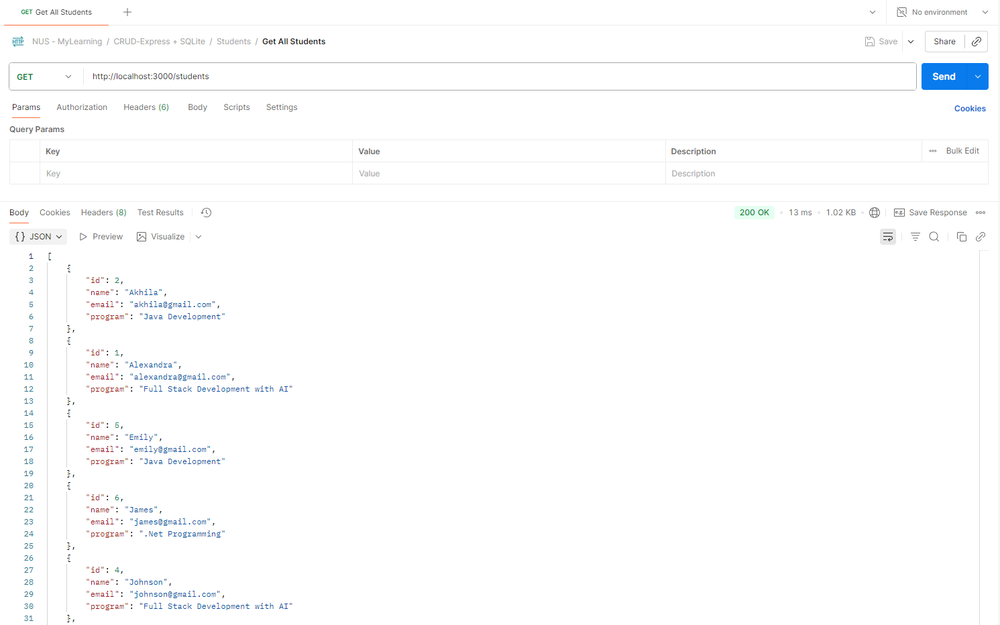 GET Get All Students
No environment
HTTP NUS - MyLearning / CRUD-Express + SQLite / Students / Get All Students
Save
Share
GET http://localhost:3000/students
Send
Params Authorization Headers (6) Body Scripts Settings
Cookies
Query Params
Key Value Description Bulk Edit
Key Value Description
Body Cookies Headers (8) Test Results
200 OK • 13 ms • 1.02 KB • e.g. Save Response
{} JSON Preview Visualize
1 [
2 {
3 "id": 2,
4 "name": "Akhila",
5 "email": "akhila@gmail.com",
6 "program": "Java Development"
7 },
8 {
9 "id": 1,
10 "name": "Alexandra",
11 "email": "alexandra@gmail.com",
12 "program": "Full Stack Development with AI"
13 },
14 {
15 "id": 5,
16 "name": "Emily",
17 "email": "emily@gmail.com",
18 "program": "Java Development"
19 },
20 {
21 "id": 6,
22 "name": "James",
23 "email": "james@gmail.com",
24 "program": ".Net Programming"
25 },
26 {
27 "id": 4,
28 "name": "Johnson",
29 "email": "johnson@gmail.com",
30 "program": "Full Stack Development with AI"
31 },